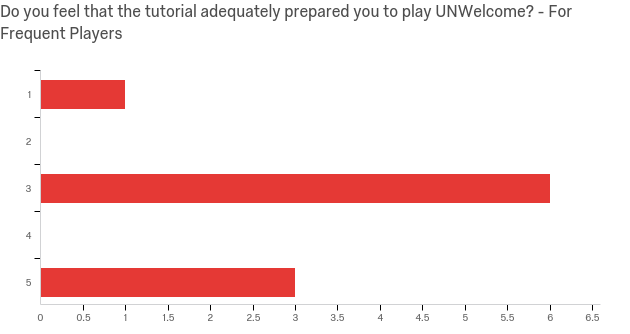 Do you feel that the tutorial adequately prepared you to play UNWelcome? - For
Frequent Players
1
2
3
4
5
0 0.5 1 1.5 2 2.5 3 3.5 4 4.5 5 5.5 6 6.5